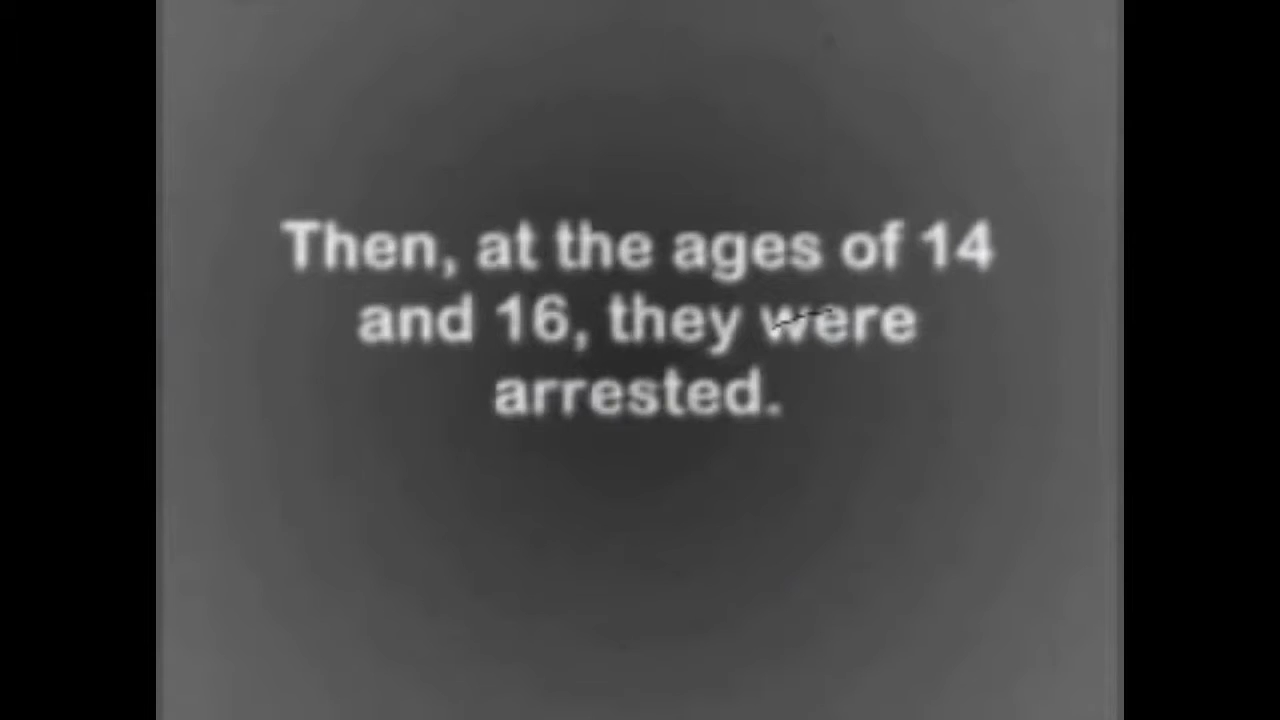 Then, at the ages of 14
and 16, they were
arrested.